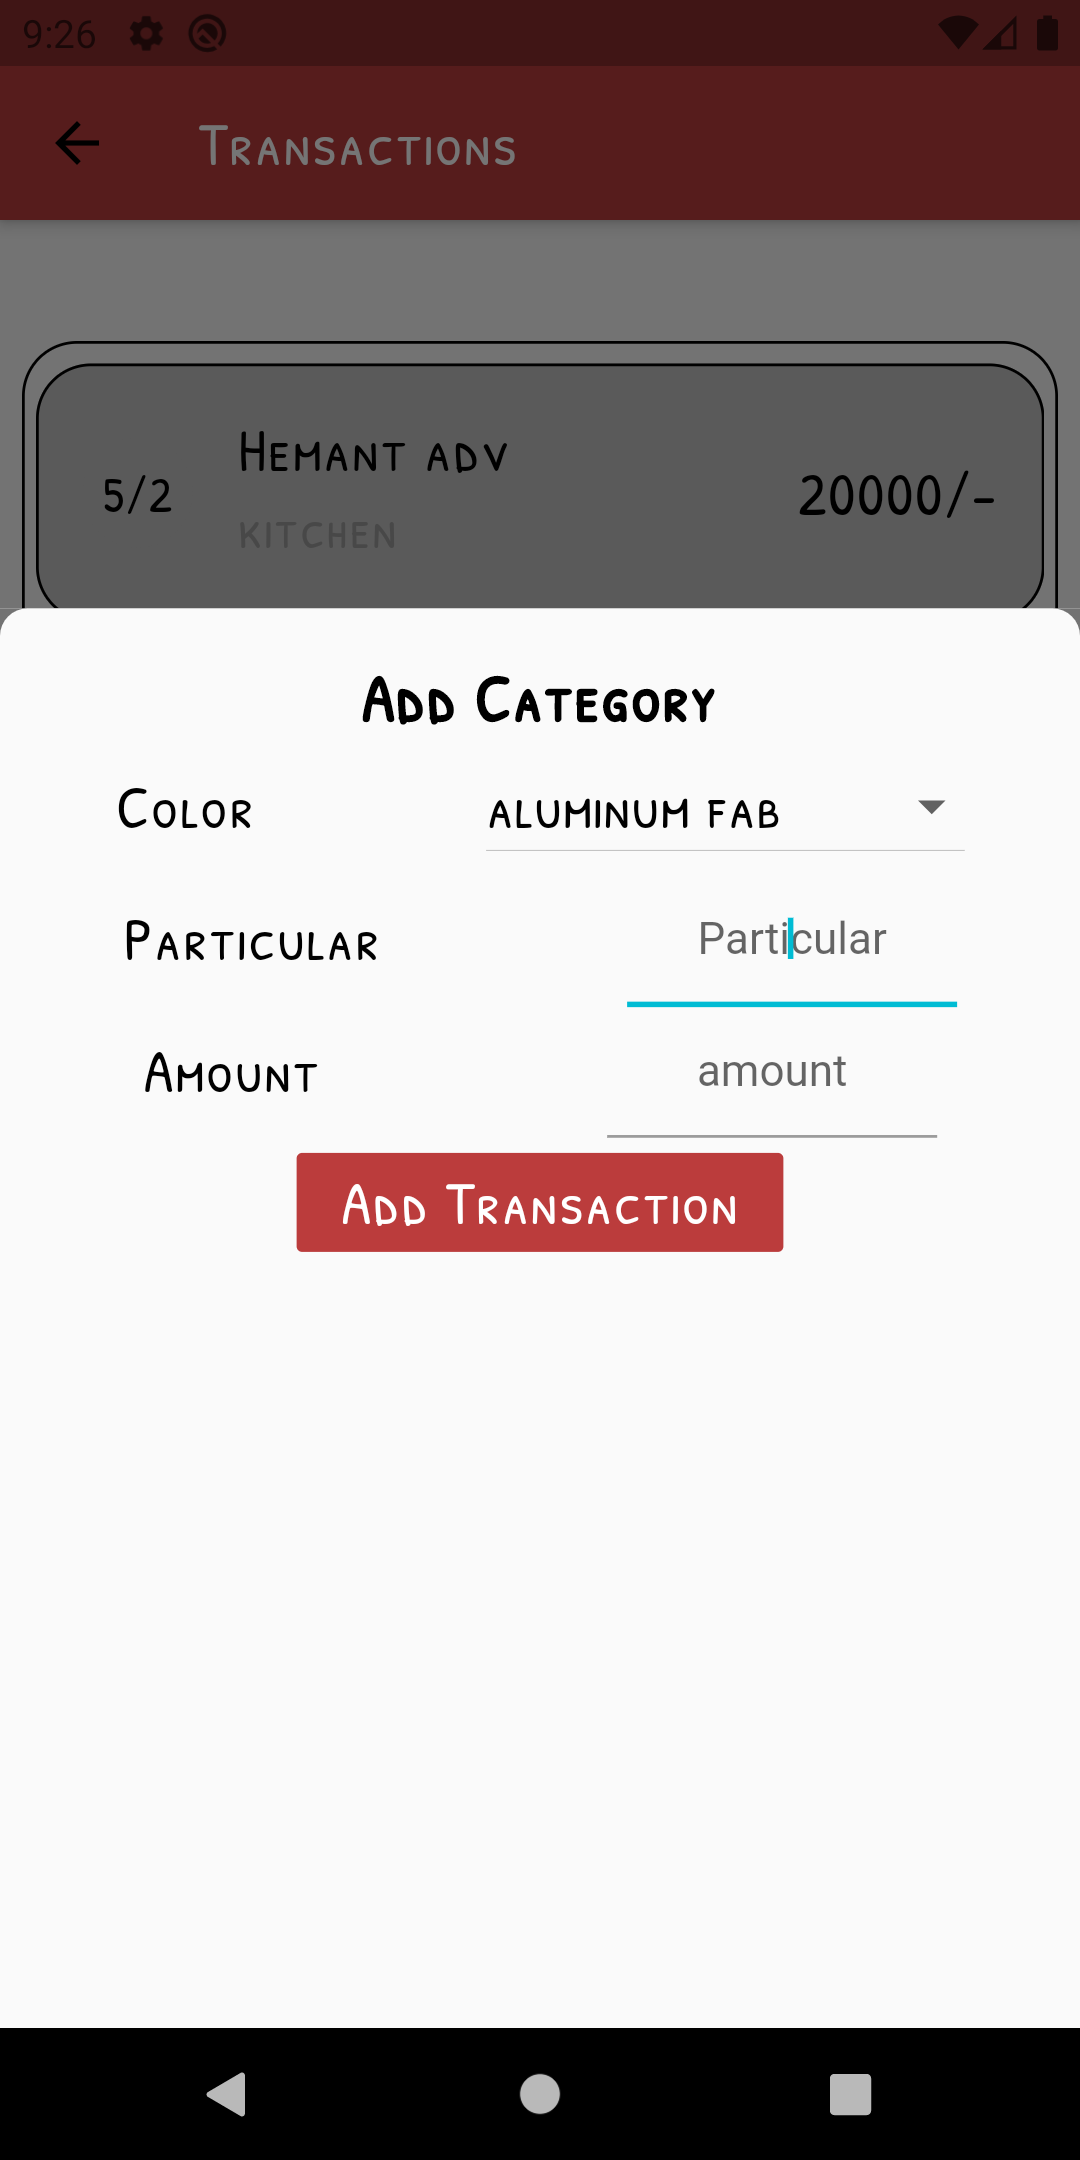 9:26
Transactions
Hemant adv
5/2
20000/-
kitchen
Add Category
Color
aluminum fab
Particular
Particular
Amount
amount
Add Transaction